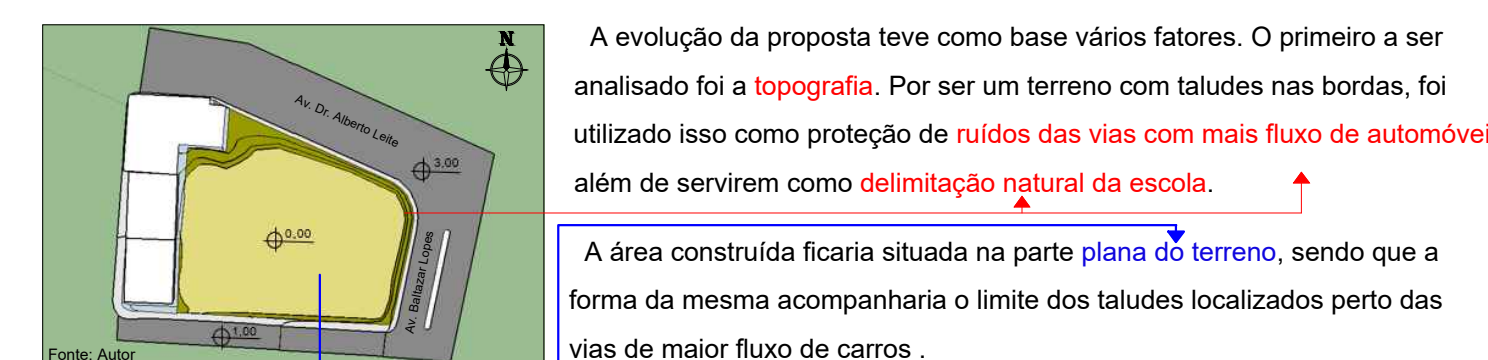 N
Av. Dr. Alberto Leite
3,00
0,00
Av. Baltazar Lopes
1,00
Fonte: Autor
A evolução da proposta teve como base vários fatores. O primeiro a ser
analisado foi a topografia. Por ser um terreno com taludes nas bordas, foi
utilizado isso como proteção de ruídos das vias com mais fluxo de automóvei
além de servirem como delimitação natural da escola.
A área construída ficaria situada na parte plana do terreno, sendo que a
forma da mesma acompanharia o limite dos taludes localizados perto das
vias de maior fluxo de carros .